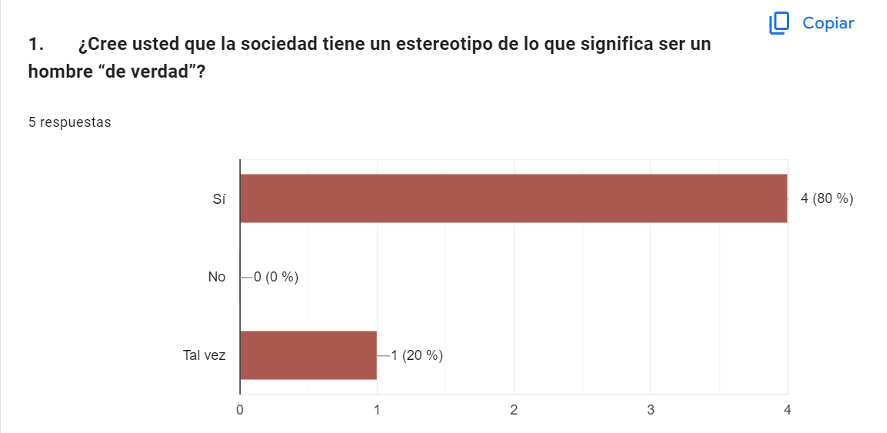 Copiar
1. ¿Cree usted que la sociedad tiene un estereotipo de lo que significa ser un
hombre “de verdad”?
5 respuestas
Sí
4 (80 %)
No
0 (0 %)
Tal vez
1 (20 %)
0 1 2 3 4